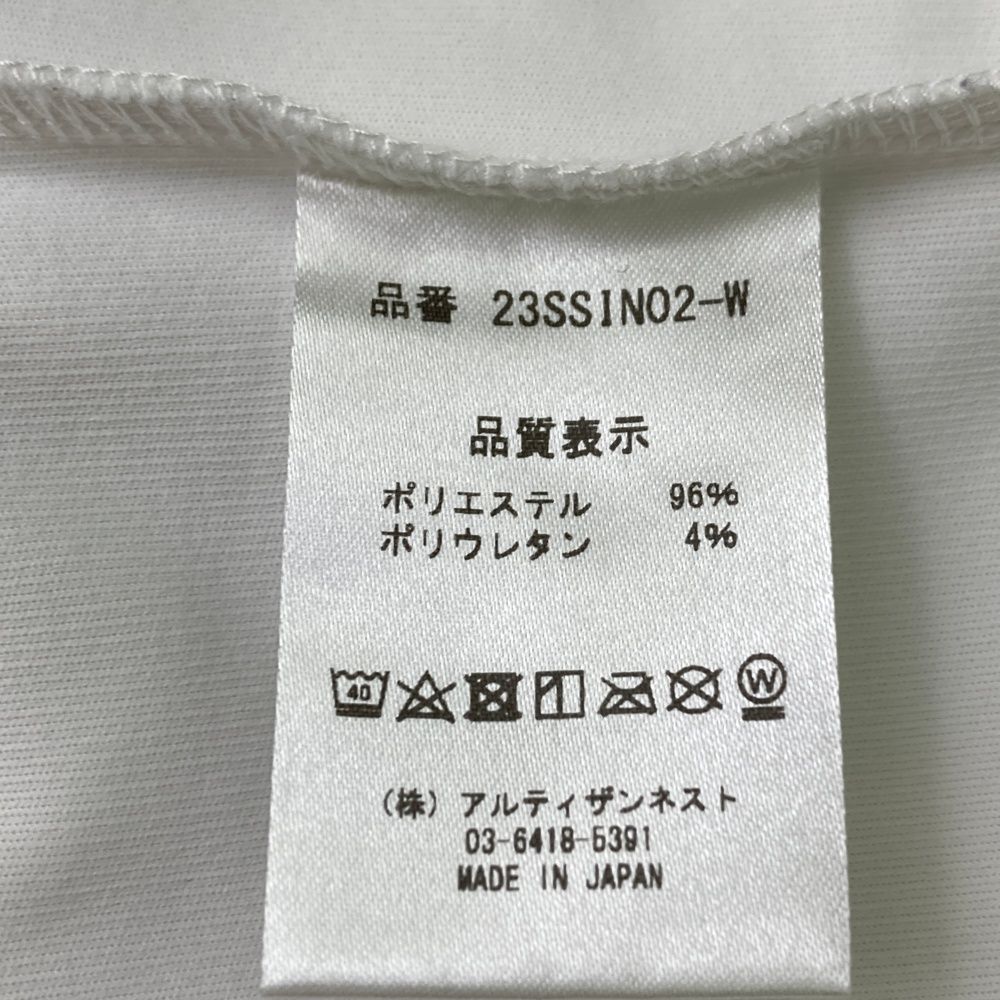 品番 23SSIN02-W
品質表示
ポリエステル 96%
ポリウレタン 4%
40 W
(株)アルティザンネスト
03-6418-5391
MADE IN JAPAN